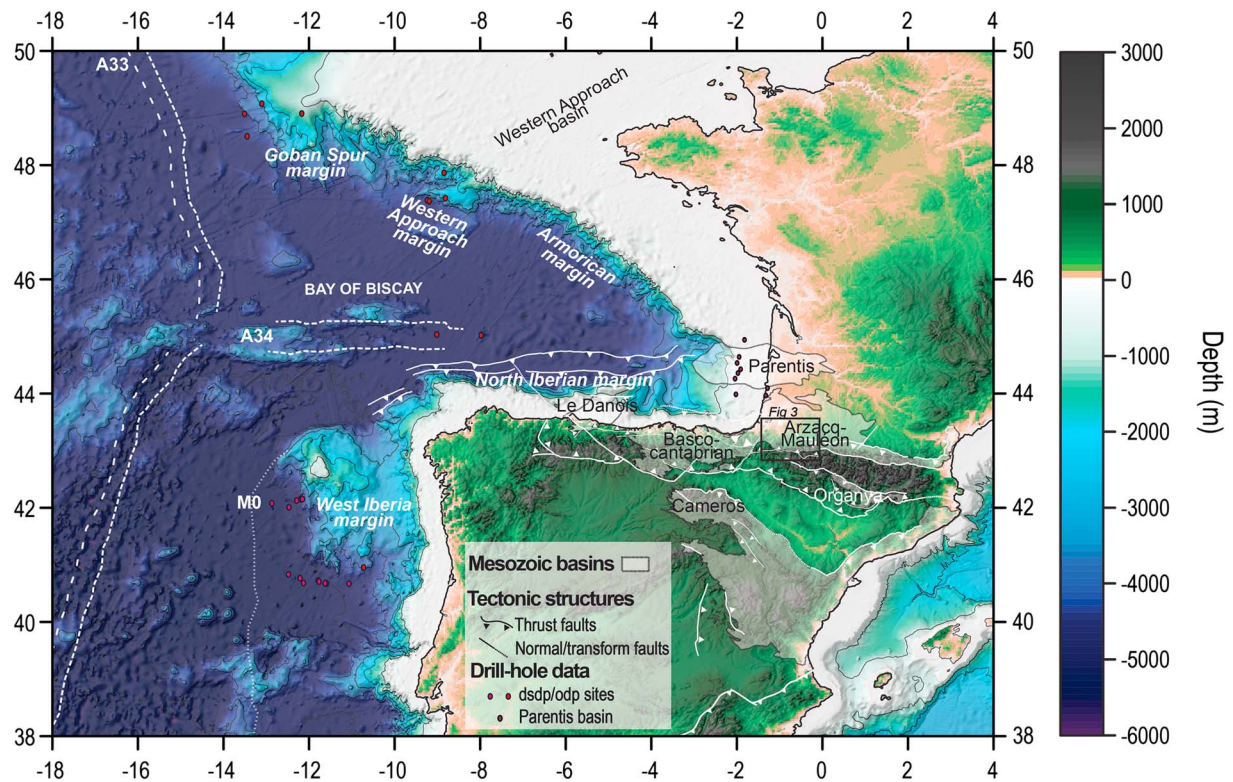 -18 -16 -14 -12 -10 -8 -6 -4 -2 0 2 4
50 50 3000
A33
Western Approach
basin
2000
Goban Spur
margin
48 48
1000
Western
Approach
margin
Armorican
margin
46 46 0
BAY OF BISCAY
A34
-1000
Parentis
North Iberian margin
44 44
Le Danois
Fig 3
Arzacq-
Mauléon
Basco-
cantabrian
-2000
Depth (m)
M0
West Iberia
margin
Cameros
Organya
42 42
-3000
Mesozoic basins
Tectonic structures
Thrust faults
Normal/transform faults
Drill-hole data
dsdp/odp sites
Parentis basin
-4000
40 40
-5000
38 38 -6000
-18 -16 -14 -12 -10 -8 -6 -4 -2 0 2 4